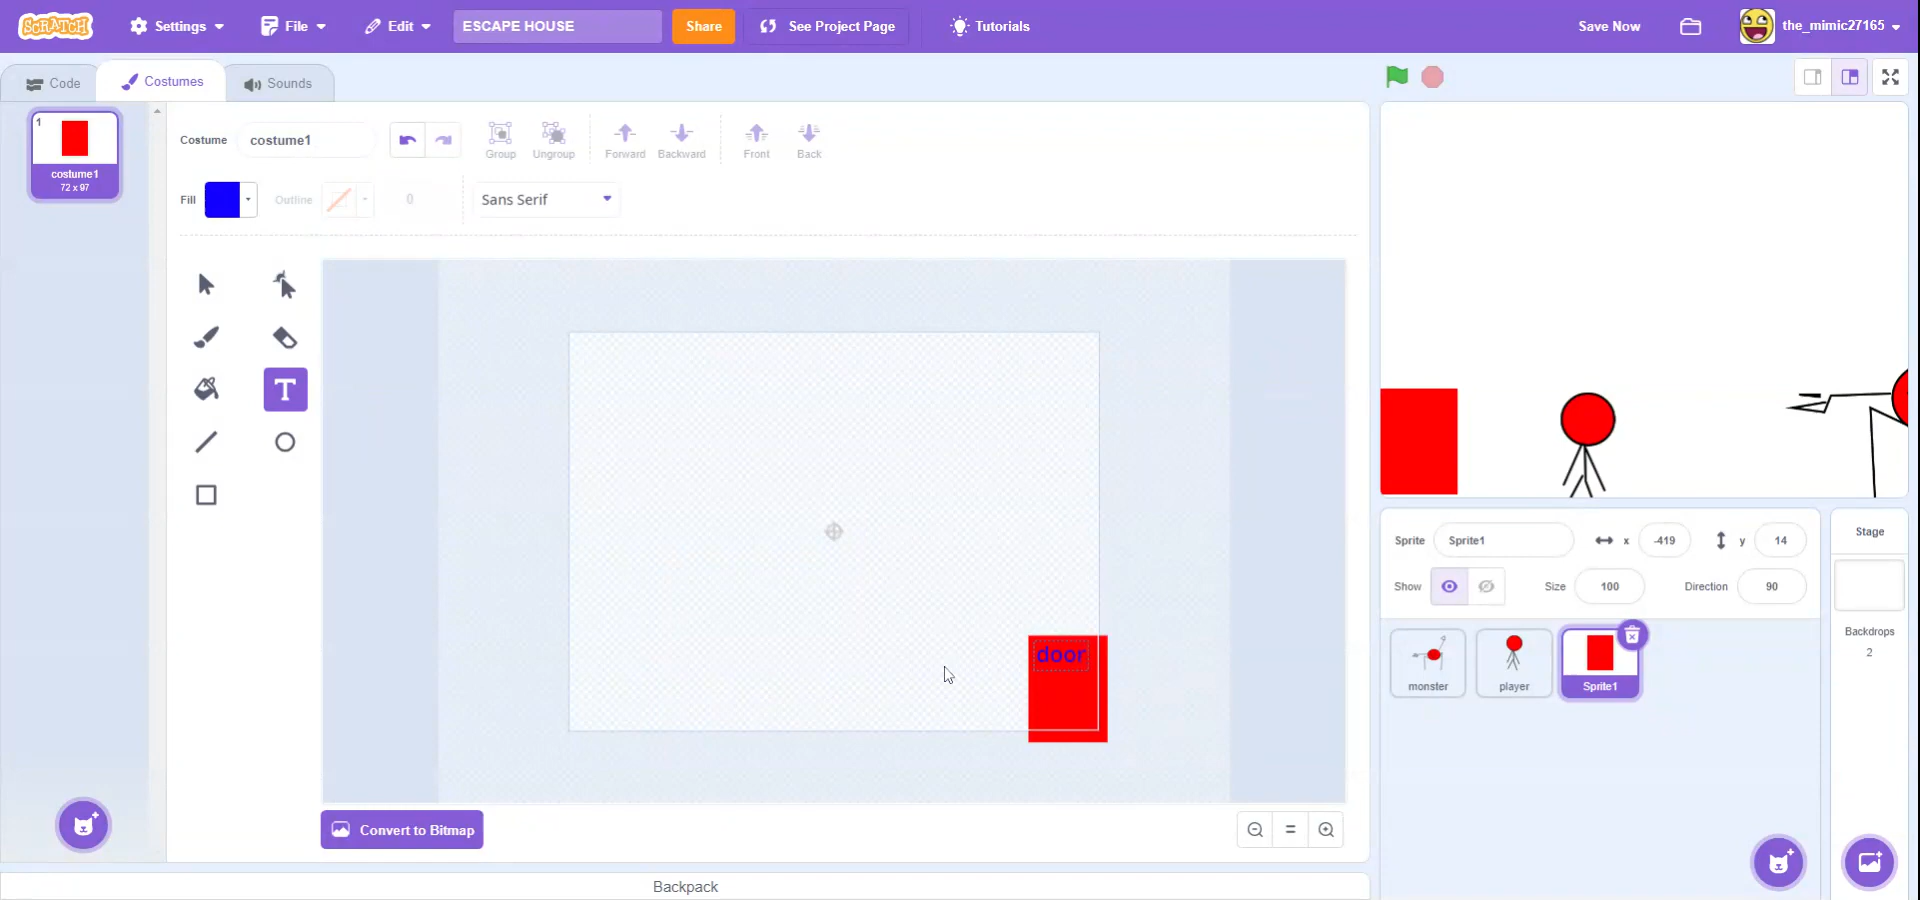 SCRATCH Settings File Edit ESCAPE HOUSE Share See Project Page Tutorials Save Now the_mimic27165
Code Costumes Sounds
1
costume1
72 x 97
Costume costume1 Group Ungroup Forward Backward Front Back
Fill Outline 0 Sans Serif
T
door
Convert to Bitmap
Backpack
Sprite Sprite1 x -419 y 14
Show Size 100 Direction 90
monster player Sprite1
Stage
Backdrops
2